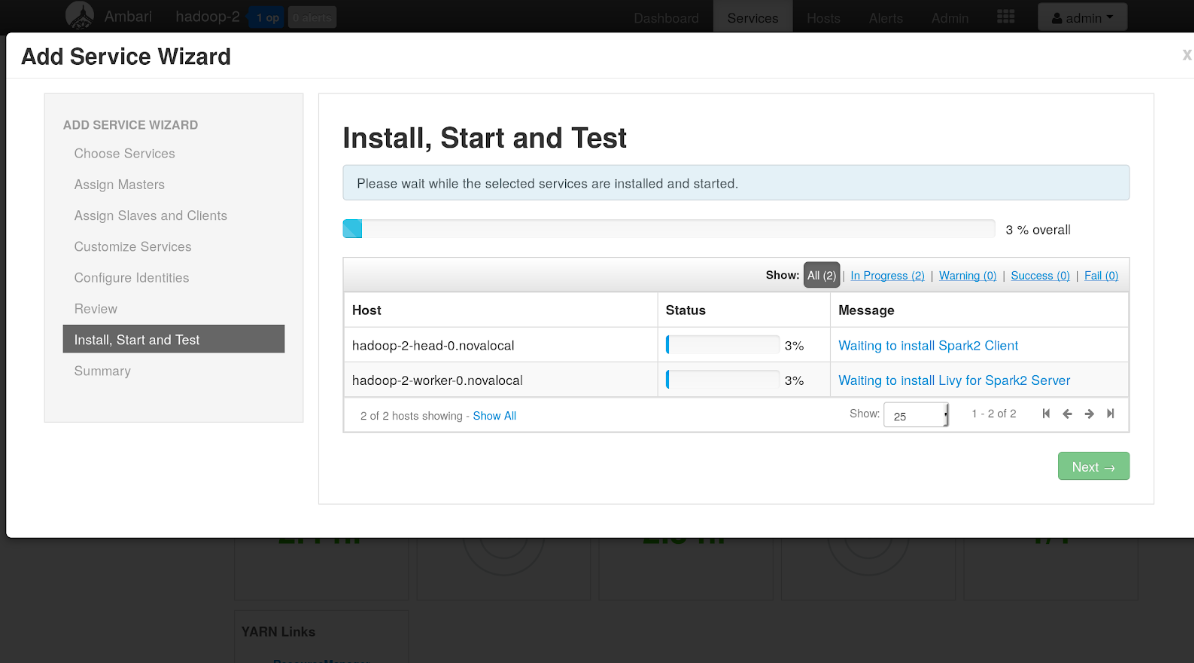 Ambari hadoop-2 1 op 0 alerts Dashboard Services Hosts Alerts Admin admin
Add Service Wizard x
ADD SERVICE WIZARD
Choose Services
Assign Masters
Assign Slaves and Clients
Customize Services
Configure Identities
Review
Install, Start and Test
Summary
Install, Start and Test
Please wait while the selected services are installed and started.
3 % overall
Show: All (2) | In Progress (2) | Warning (0) | Success (0) | Fail (0)
Host Status Message
hadoop-2-head-0.novalocal 3% Waiting to install Spark2 Client
hadoop-2-worker-0.novalocal 3% Waiting to install Livy for Spark2 Server
2 of 2 hosts showing - Show All Show: 25 1 - 2 of 2
Next →
YARN Links